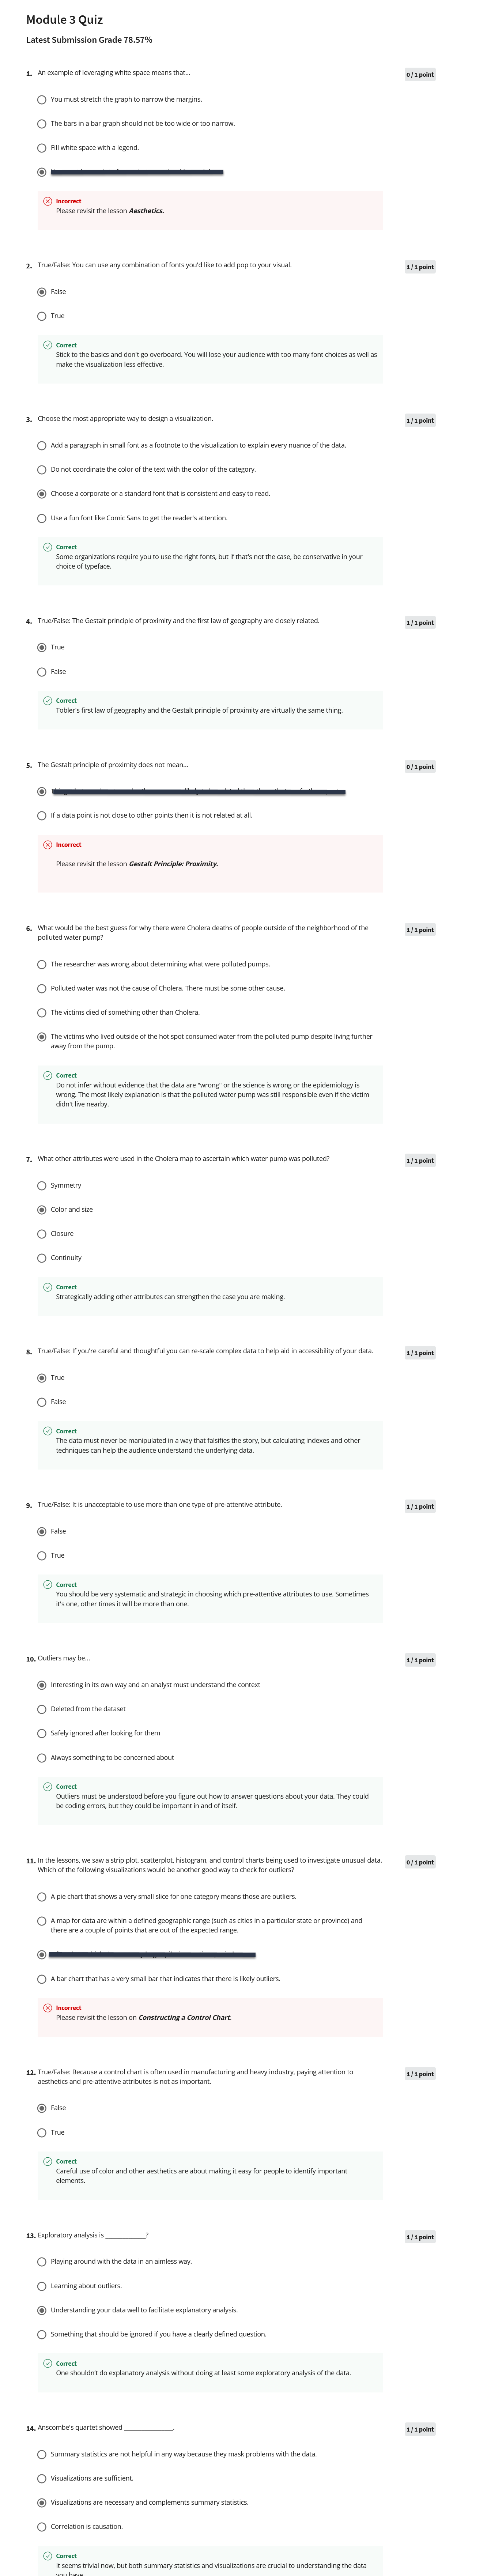 Module 3 Quiz
Latest Submission Grade 78.57%
1. An example of leveraging white space means that...
0 / 1 point
You must stretch the graph to narrow the margins.
The bars in a bar graph should not be too wide or too narrow.
Fill white space with a legend.
Incorrect
Please revisit the lesson Aesthetics.
2. True/False: You can use any combination of fonts you'd like to add pop to your visual.
1 / 1 point
False
True
Correct
Stick to the basics and don't go overboard. You will lose your audience with too many font choices as well as
make the visualization less effective.
3. Choose the most appropriate way to design a visualization.
1 / 1 point
Add a paragraph in small font as a footnote to the visualization to explain every nuance of the data.
Do not coordinate the color of the text with the color of the category.
Choose a corporate or a standard font that is consistent and easy to read.
Use a fun font like Comic Sans to get the reader's attention.
Correct
Some organizations require you to use the right fonts, but if that's not the case, be conservative in your
choice of typeface.
4. True/False: The Gestalt principle of proximity and the first law of geography are closely related.
1 / 1 point
True
False
Correct
Tobler's first law of geography and the Gestalt principle of proximity are virtually the same thing.
5. The Gestalt principle of proximity does not mean...
0 / 1 point
If a data point is not close to other points then it is not related at all.
Incorrect
Please revisit the lesson Gestalt Principle: Proximity.
6. What would be the best guess for why there were Cholera deaths of people outside of the neighborhood of the
polluted water pump?
1 / 1 point
The researcher was wrong about determining what were polluted pumps.
Polluted water was not the cause of Cholera. There must be some other cause.
The victims died of something other than Cholera.
The victims who lived outside of the hot spot consumed water from the polluted pump despite living further
away from the pump.
Correct
Do not infer without evidence that the data are "wrong" or the science is wrong or the epidemiology is
wrong. The most likely explanation is that the polluted water pump was still responsible even if the victim
didn't live nearby.
7. What other attributes were used in the Cholera map to ascertain which water pump was polluted?
1 / 1 point
Symmetry
Color and size
Closure
Continuity
Correct
Strategically adding other attributes can strengthen the case you are making.
8. True/False: If you're careful and thoughtful you can re-scale complex data to help aid in accessibility of your data.
1 / 1 point
True
False
Correct
The data must never be manipulated in a way that falsifies the story, but calculating indexes and other
techniques can help the audience understand the underlying data.
9. True/False: It is unacceptable to use more than one type of pre-attentive attribute.
1 / 1 point
False
True
Correct
You should be very systematic and strategic in choosing which pre-attentive attributes to use. Sometimes
it's one, other times it will be more than one.
10. Outliers may be...
1 / 1 point
Interesting in its own way and an analyst must understand the context
Deleted from the dataset
Safely ignored after looking for them
Always something to be concerned about
Correct
Outliers must be understood before you figure out how to answer questions about your data. They could
be coding errors, but they could be important in and of itself.
11. In the lessons, we saw a strip plot, scatterplot, histogram, and control charts being used to investigate unusual data.
Which of the following visualizations would be another good way to check for outliers?
0 / 1 point
A pie chart that shows a very small slice for one category means those are outliers.
A map for data are within a defined geographic range (such as cities in a particular state or province) and
there are a couple of points that are out of the expected range.
A bar chart that has a very small bar that indicates that there is likely outliers.
Incorrect
Please revisit the lesson on Constructing a Control Chart.
12. True/False: Because a control chart is often used in manufacturing and heavy industry, paying attention to
aesthetics and pre-attentive attributes is not as important.
1 / 1 point
False
True
Correct
Careful use of color and other aesthetics are about making it easy for people to identify important
elements.
13. Exploratory analysis is _____________?
1 / 1 point
Playing around with the data in an aimless way.
Learning about outliers.
Understanding your data well to facilitate explanatory analysis.
Something that should be ignored if you have a clearly defined question.
Correct
One shouldn't do explanatory analysis without doing at least some exploratory analysis of the data.
14. Anscombe's quartet showed ________________.
1 / 1 point
Summary statistics are not helpful in any way because they mask problems with the data.
Visualizations are sufficient.
Visualizations are necessary and complements summary statistics.
Correlation is causation.
Correct
It seems trivial now, but both summary statistics and visualizations are crucial to understanding the data
you have.